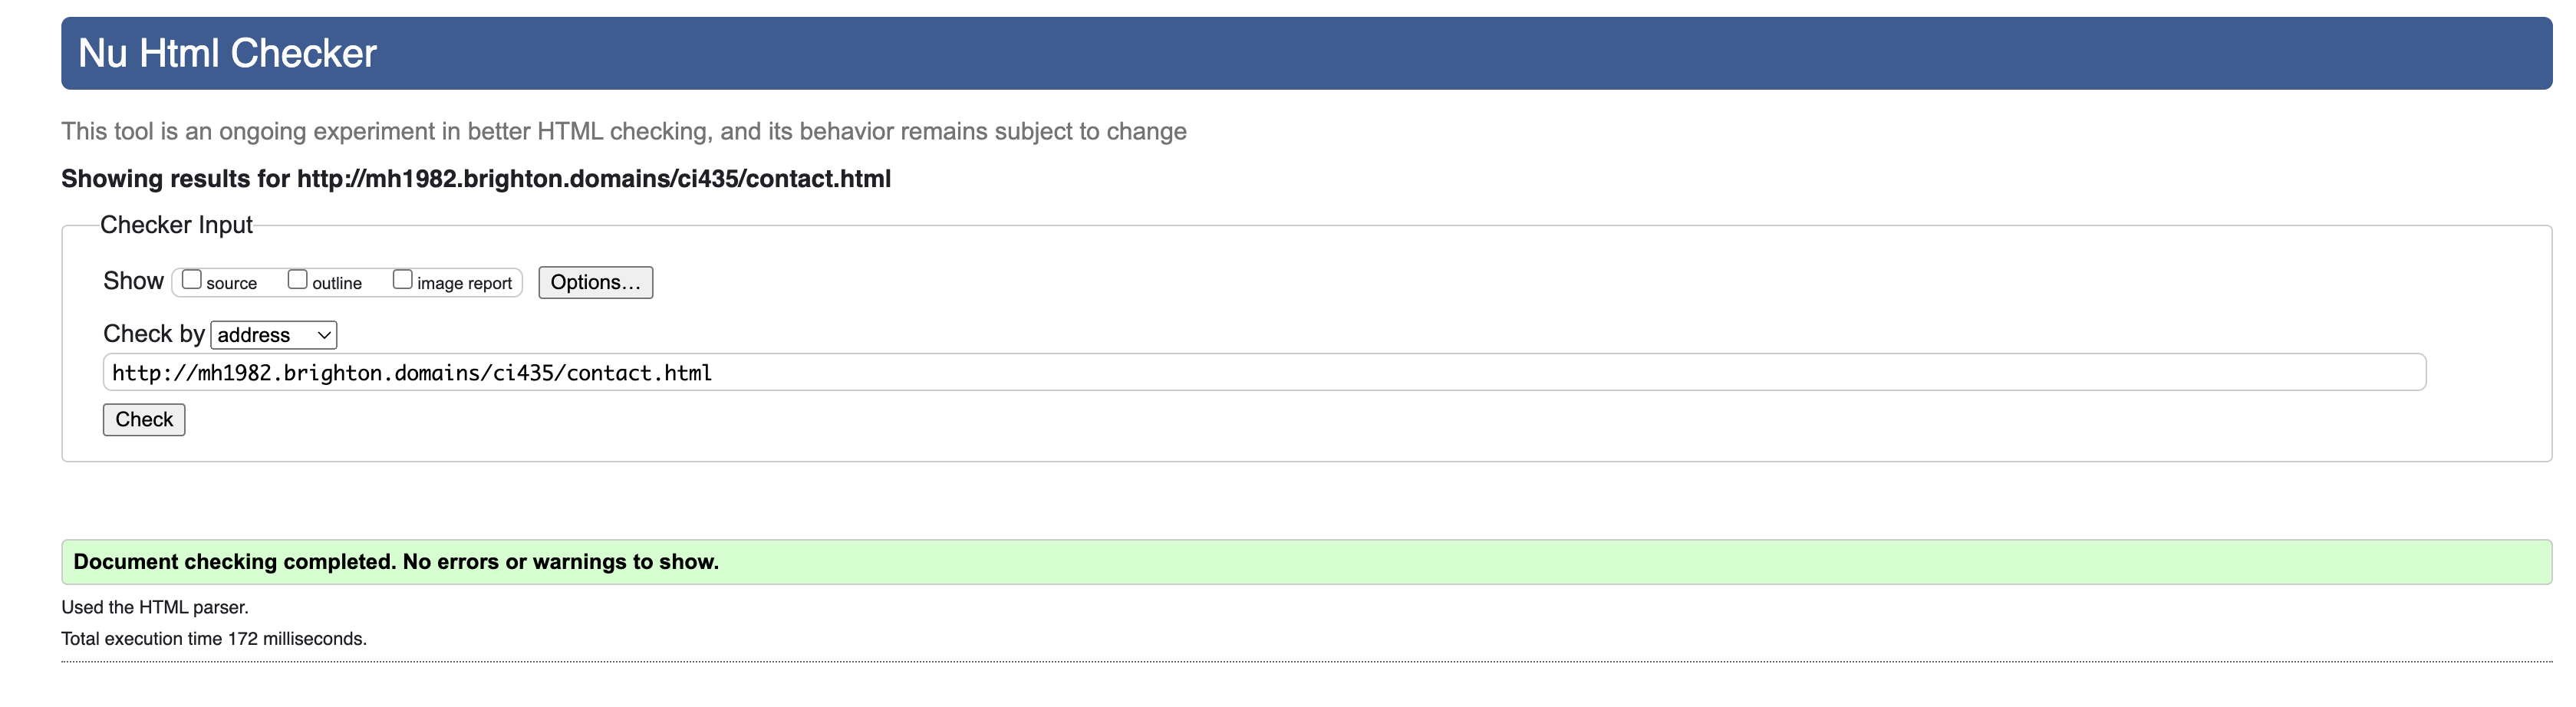 Nu Html Checker
This tool is an ongoing experiment in better HTML checking, and its behavior remains subject to change
Showing results for http://mh1982.brighton.domains/ci435/contact.html
Checker Input
Show source outline image report Options…
Check by address
http://mh1982.brighton.domains/ci435/contact.html
Check
Document checking completed. No errors or warnings to show.
Used the HTML parser.
Total execution time 172 milliseconds.